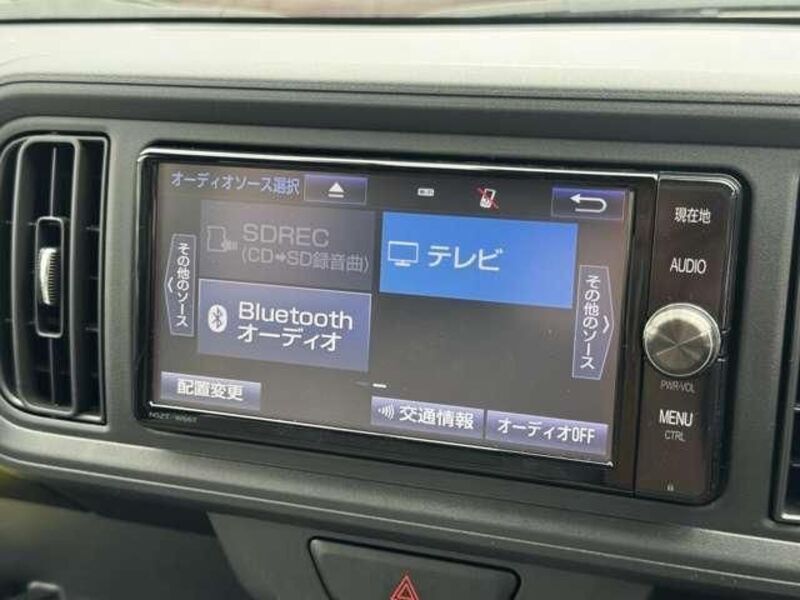 オーディオソース選択
SDREC
(CD➡SD録音曲)
テレビ
その他のソース
Bluetooth
オーディオ
その他のソース
配置変更
交通情報
オーディオOFF
現在地
AUDIO
PWR·VOL
MENU
CTRL